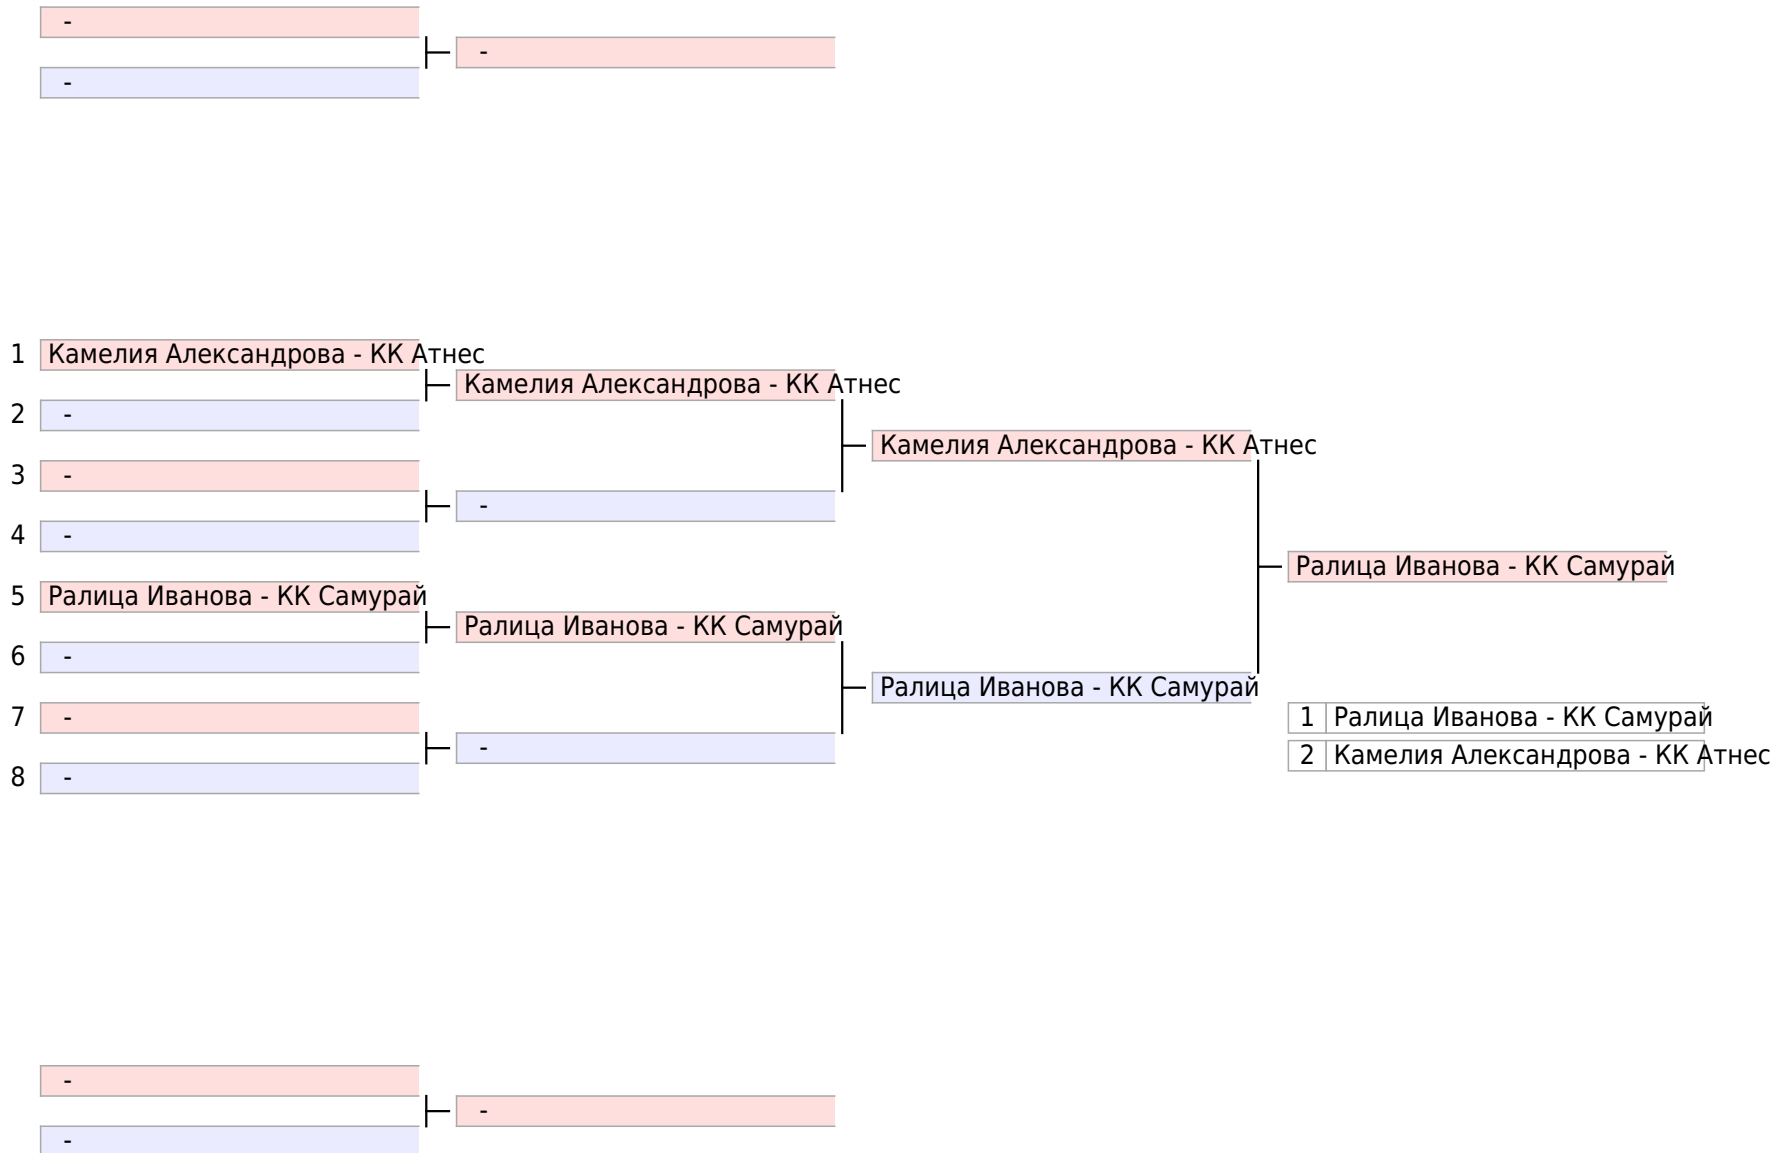 -
-
-
1 Камелия Александрова - КК Атнес
Камелия Александрова - КК Атнес
2 -
Камелия Александрова - КК Атнес
3 -
-
4 -
Ралица Иванова - КК Самурай
5 Ралица Иванова - КК Самурай
Ралица Иванова - КК Самурай
6 -
Ралица Иванова - КК Самурай
7 -
1 Ралица Иванова - КК Самурай
-
2 Камелия Александрова - КК Атнес
8 -
-
-
-